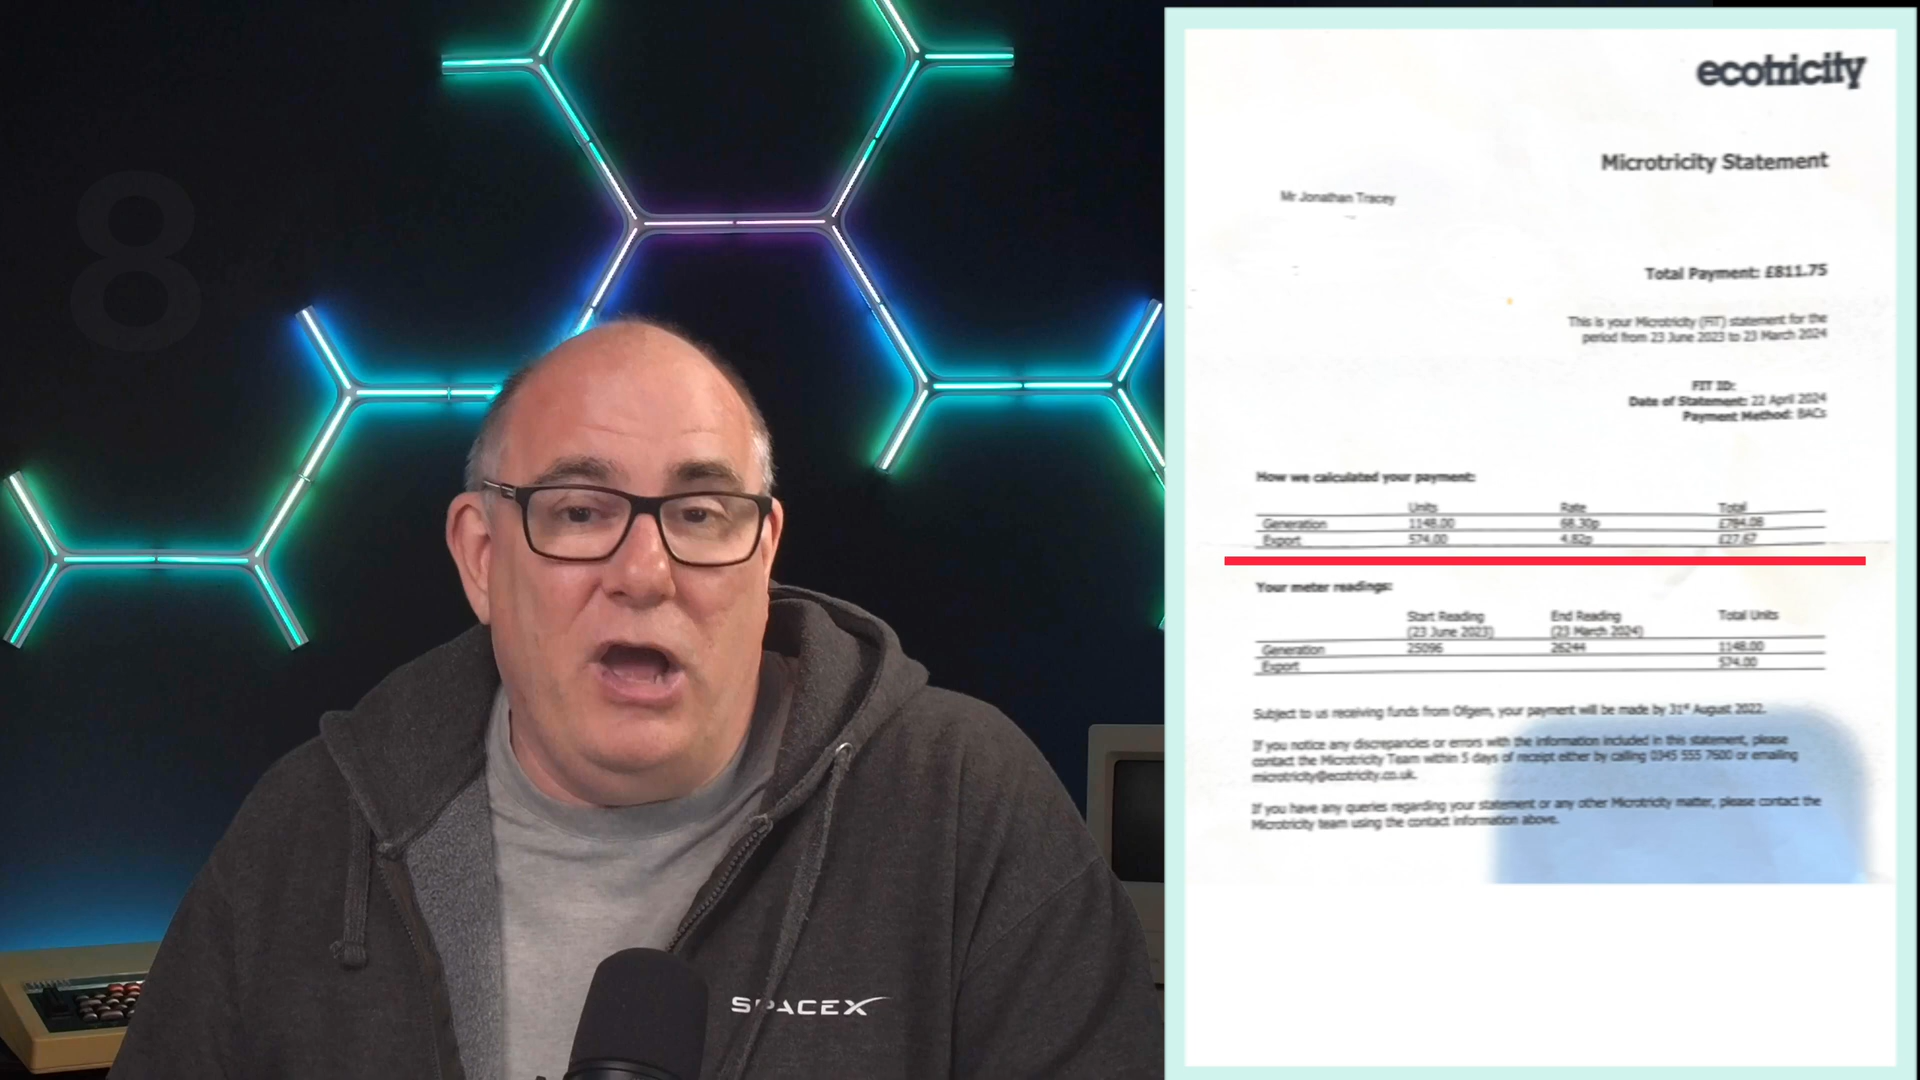 8
ecotricity
Microtricity Statement
Mr Jonathan Tracey
Total Payment: £811.75
This is your Microtricity (FIT) statement for the
period from 23 June 2023 to 23 March 2024
FIT ID:
Date of Statement: 22 April 2024
Payment Method: BACs
How we calculated your payment:
Units Rate Total
Generation 1148.00 68.30p £784.08
Export 574.00 4.82p £27.67
Your meter readings:
Start Reading End Reading Total Units
(23 June 2023) (23 March 2024)
Generation 25096 26244 1148.00
Export 574.00
Subject to us receiving funds from Ofgem, your payment will be made by 31st August 2022.
If you notice any discrepancies or errors with the information included in this statement, please
contact the Microtricity Team within 5 days of receipt either by calling 0345 555 7600 or emailing
microtricity@ecotricity.co.uk.
If you have any queries regarding your statement or any other Microtricity matter, please contact the
Microtricity team using the contact information above.
SPACEX